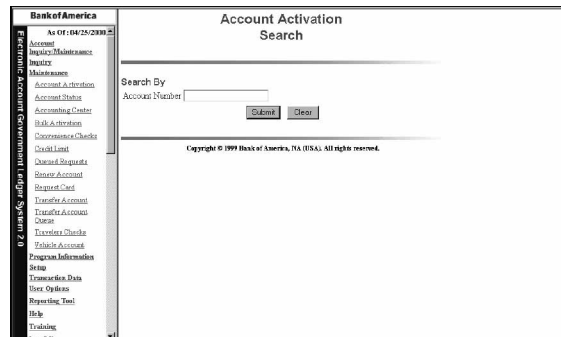 Bank of America
As Of : 04/25/2000
Electronic Account Government Ledger System 2.0
Account
Inquiry/Maintenance
Inquiry
Maintenance
Account Activation
Account Status
Accounting Center
Bulk Activation
Convenience Checks
Credit Limit
Queued Requests
Renew Account
Request Card
Transfer Account
Transfer Account
Queue
Travelers Checks
Vehicle Account
Program Information
Setup
Transaction Data
User Options
Reporting Tool
Help
Training
Account Activation
Search
Search By
Account Number
Submit Clear
Copyright © 1999 Bank of America, NA (USA). All rights reserved.